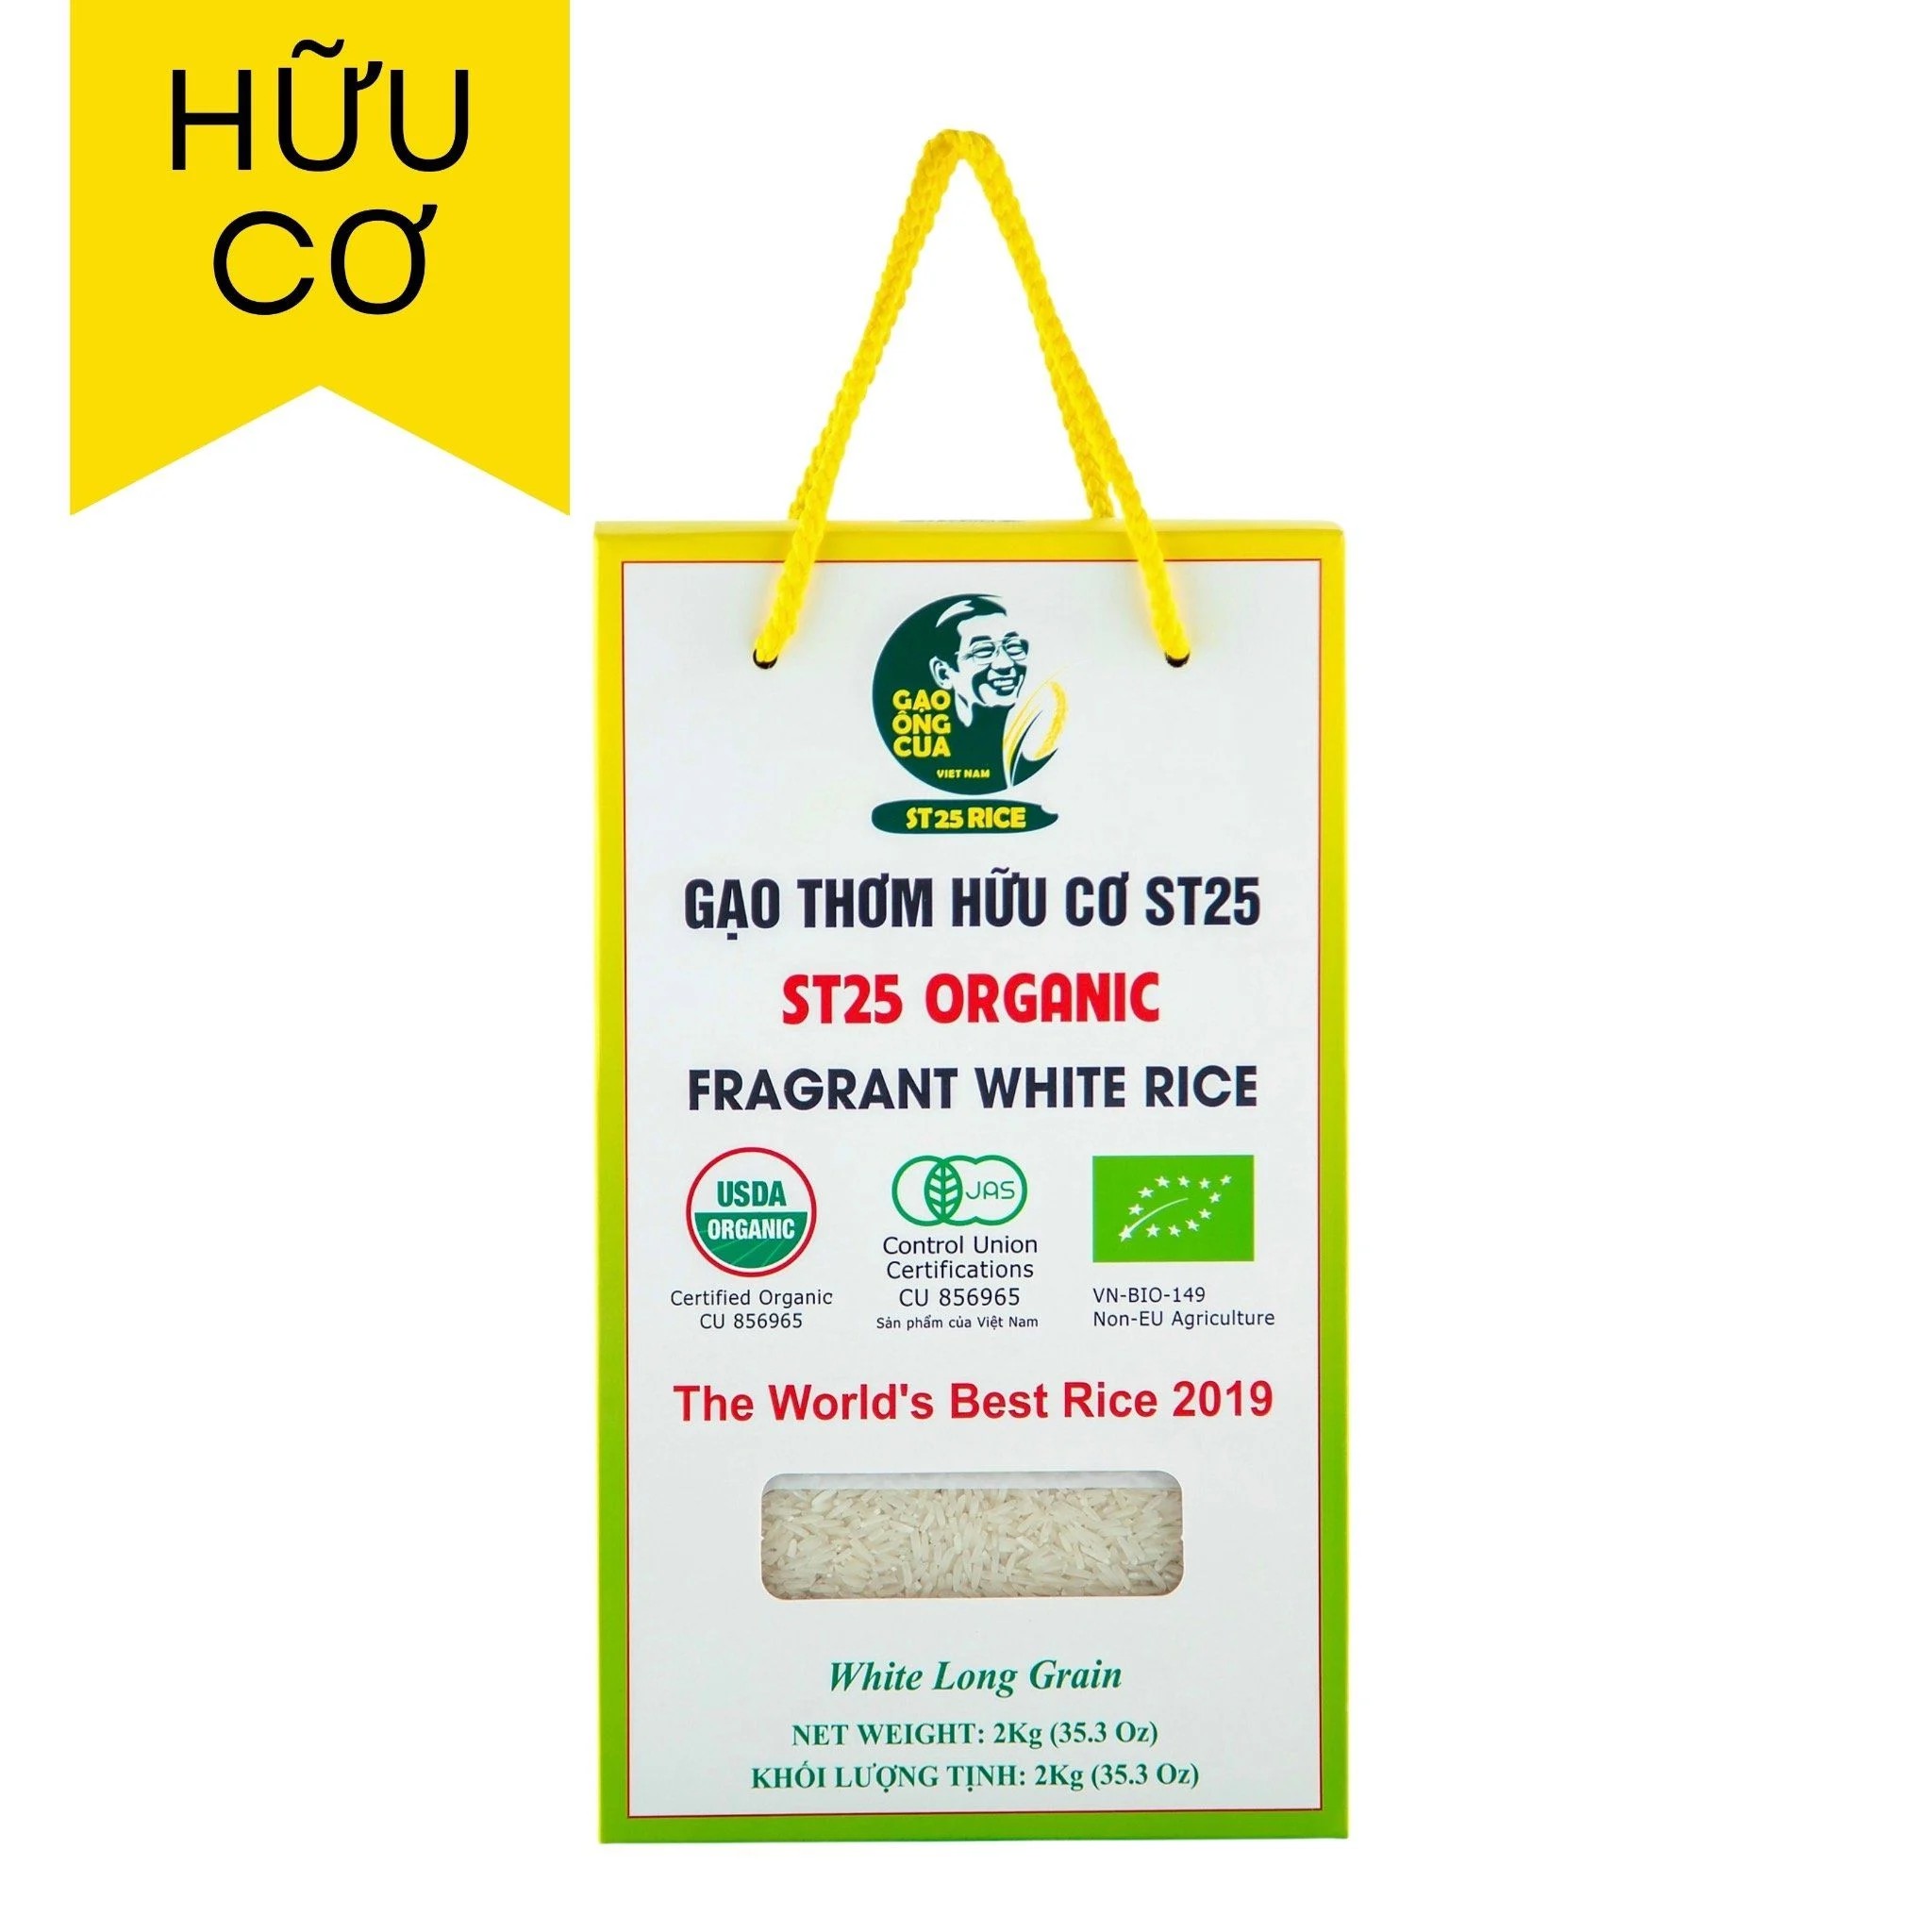 HỮU
CƠ
GẠO
ÔNG
CUA
VIET NAM
ST25 RICE
GẠO THƠM HỮU CƠ ST25
ST25 ORGANIC
FRAGRANT WHITE RICE
USDA
ORGANIC
Certified Organic
CU 856965
JAS
Control Union
Certifications
CU 856965
Sản phẩm của Việt Nam
VN-BIO-149
Non-EU Agriculture
The World's Best Rice 2019
White Long Grain
NET WEIGHT: 2Kg (35.3 Oz)
KHỐI LƯỢNG TỊNH: 2Kg (35.3 Oz)